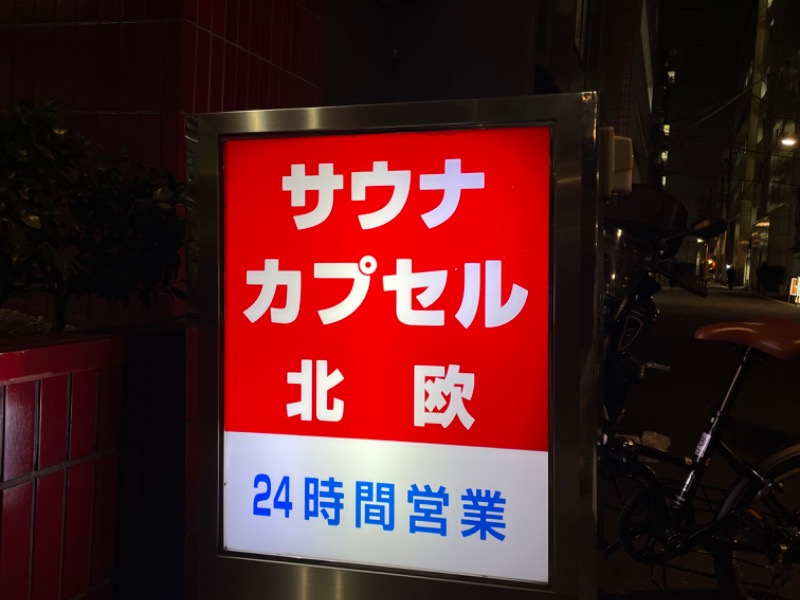 サウナ
カプセル
北欧
24時間営業